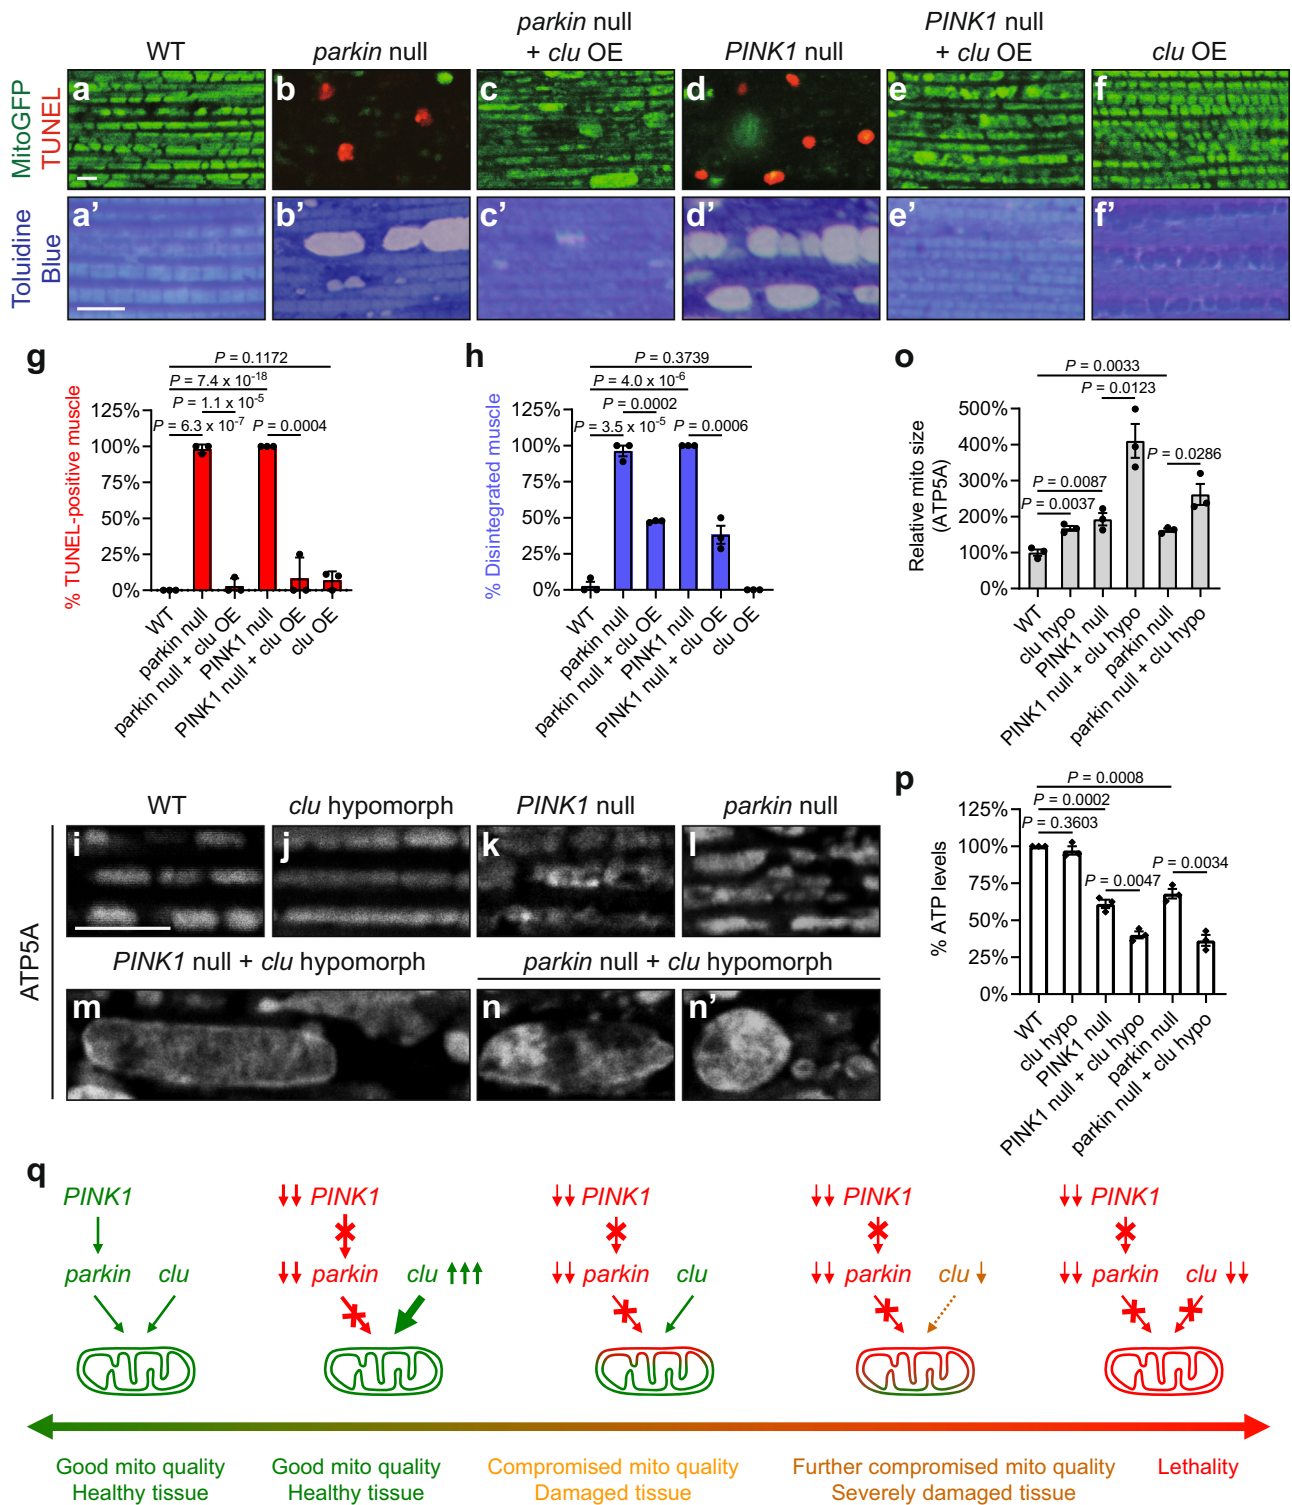 WT
parkin null
parkin null
+ clu OE
PINK1 null
PINK1 null
+ clu OE
clu OE
MitoGFP
TUNEL
a
b
c
d
e
f
Toluidine
Blue
a’
b’
c’
d’
e’
f’
g
% TUNEL-positive muscle
125%
100%
75%
50%
25%
0%
P = 0.1172
P = 7.4 x 10-18
P = 1.1 x 10-5
P = 6.3 x 10-7
P = 0.0004
WT
parkin null
parkin null + clu OE
PINK1 null
PINK1 null + clu OE
clu OE
h
% Disintegrated muscle
125%
100%
75%
50%
25%
0%
P = 0.3739
P = 4.0 x 10-6
P = 0.0002
P = 3.5 x 10-5
P = 0.0006
WT
parkin null
parkin null + clu OE
PINK1 null
PINK1 null + clu OE
clu OE
o
Relative mito size
(ATP5A)
500%
400%
300%
200%
100%
0%
P = 0.0033
P = 0.0123
P = 0.0286
P = 0.0087
P = 0.0037
WT
clu hypo
PINK1 null
PINK1 null + clu hypo
parkin null
parkin null + clu hypo
ATP5A
WT
clu hypomorph
PINK1 null
parkin null
i
j
k
l
PINK1 null + clu hypomorph
parkin null + clu hypomorph
m
n
n’
p
% ATP levels
125%
100%
75%
50%
25%
0%
P = 0.0008
P = 0.0002
P = 0.3603
P = 0.0034
P = 0.0047
WT
clu hypo
PINK1 null
PINK1 null + clu hypo
parkin null
parkin null + clu hypo
q
PINK1
parkin clu
Good mito quality
Healthy tissue
PINK1
parkin clu
Good mito quality
Healthy tissue
PINK1
parkin clu
Compromised mito quality
Damaged tissue
PINK1
parkin clu
Further compromised mito quality
Severely damaged tissue
PINK1
parkin clu
Lethality